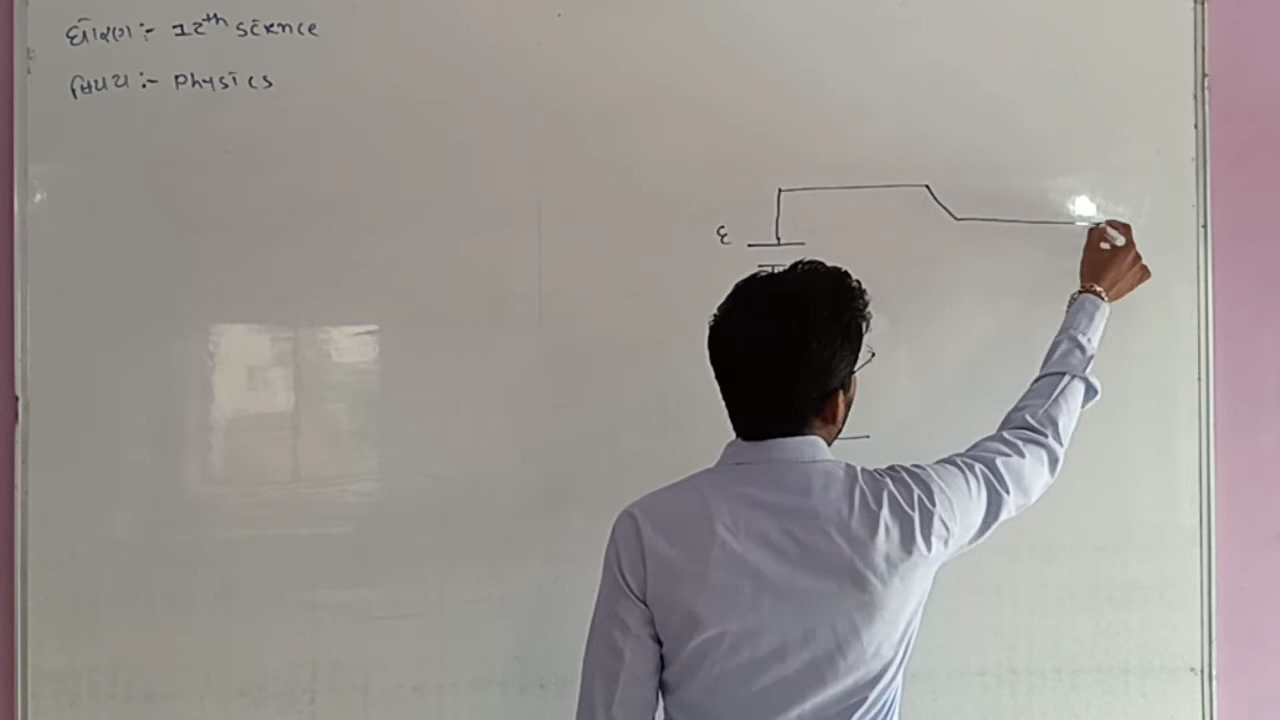 ધોરણ :- 12th science
વિષય :- Physics
ε